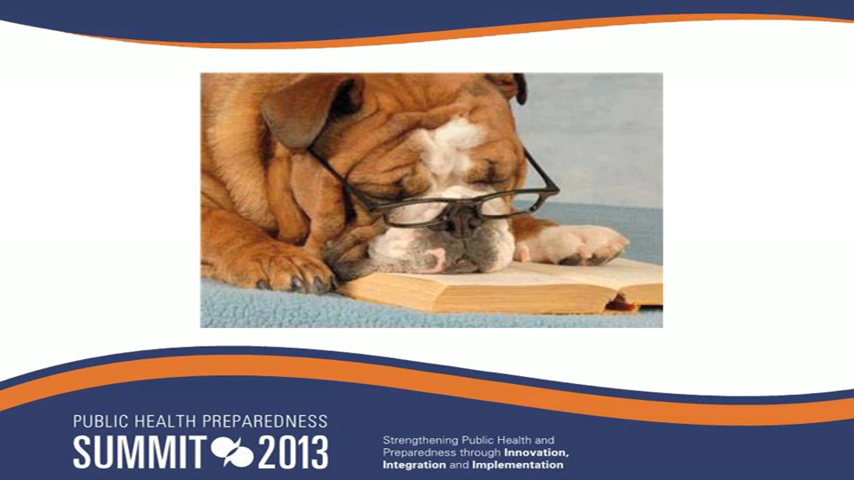 PUBLIC HEALTH PREPAREDNESS
SUMMIT 2013
Strengthening Public Health and
Preparedness through Innovation,
Integration and Implementation